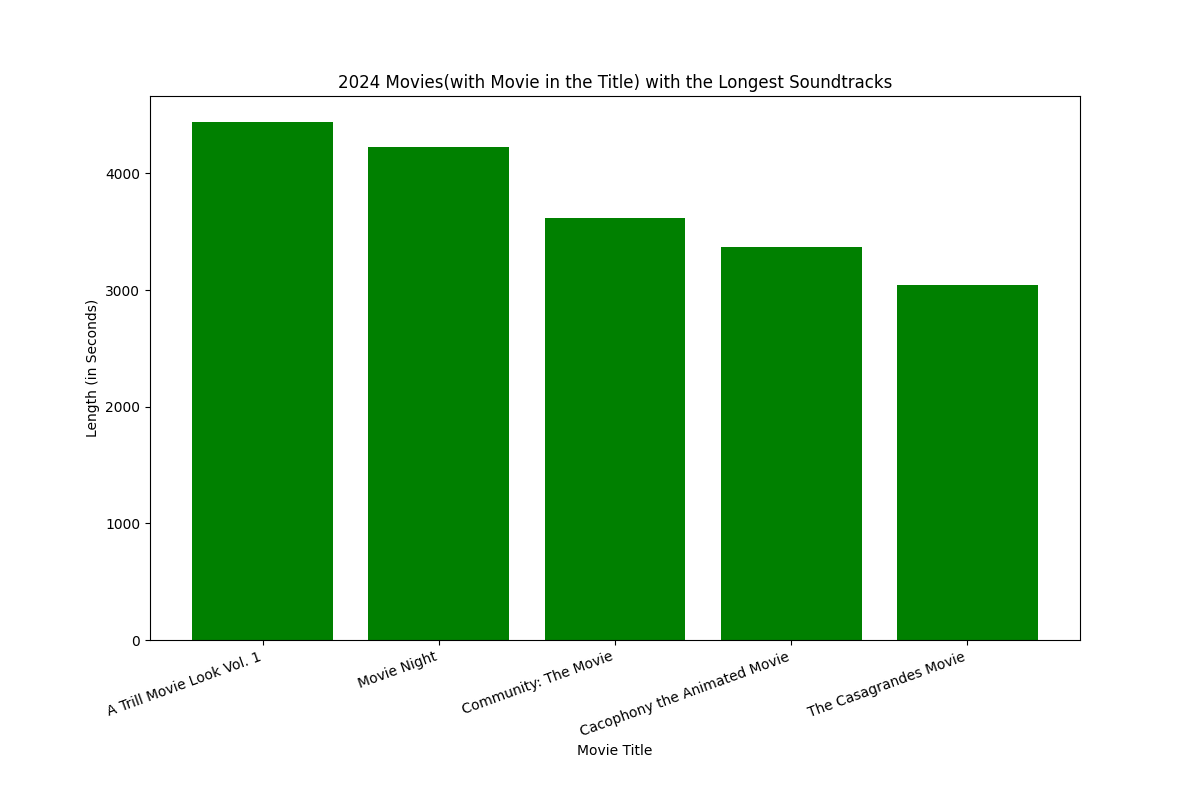 2024 Movies(with Movie in the Title) with the Longest Soundtracks
Length (in Seconds)
4000
3000
2000
1000
0
A Trill Movie Look Vol. 1
Movie Night
Community: The Movie
Cacophony the Animated Movie
The Casagrandes Movie
Movie Title